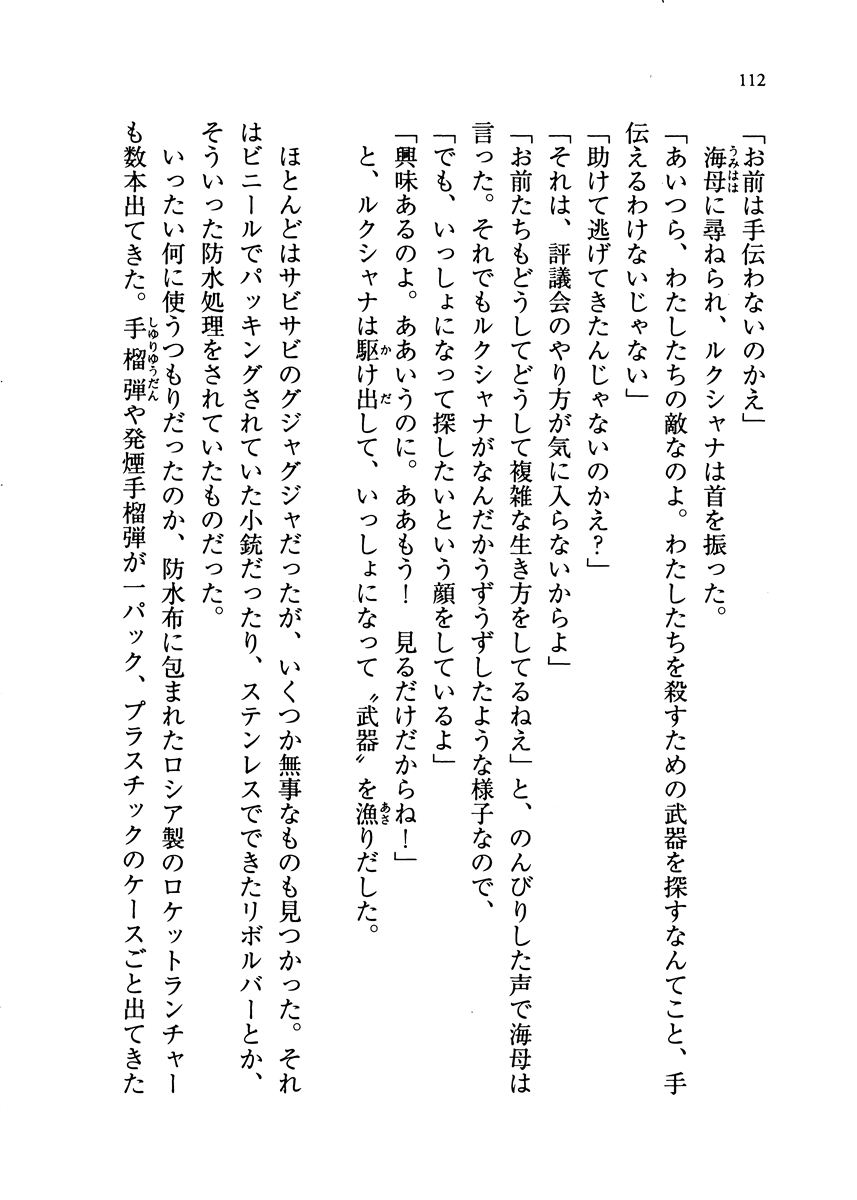 112
「お前は手伝わないのかえ」
海母に尋ねられ、ルクシャナは首を振った。
「あいつら、わたしたちの敵なのよ。わたしたちを殺すための武器を探すなんてこと、手
伝えるわけないじゃない」
「助けて逃げてきたんじゃないのかえ？」
「それは、評議会のやり方が気に入らないからよ」
「お前たちもどうしてどうして複雑な生き方をしてるねえ」と、のんびりした声で海母は
言った。それでもルクシャナがなんだかうずうずしたような様子なので、
「でも、いっしょになって探したいという顔をしているよ」
「興味あるのよ。ああいうのに。ああもう！　見るだけだからね！」
と、ルクシャナは駆け出して、いっしょになって〝武器〟を漁りだした。
ほとんどはサビサビのグジャグジャだったが、いくつか無事なものも見つかった。それ
はビニールでパッキングされていた小銃だったり、ステンレスでできたリボルバーとか、
そういった防水処理をされていたものだった。
いったい何に使うつもりだったのか、防水布に包まれたロシア製のロケットランチャー
も数本出てきた。手榴弾や発煙手榴弾が一パック、プラスチックのケースごと出てきた